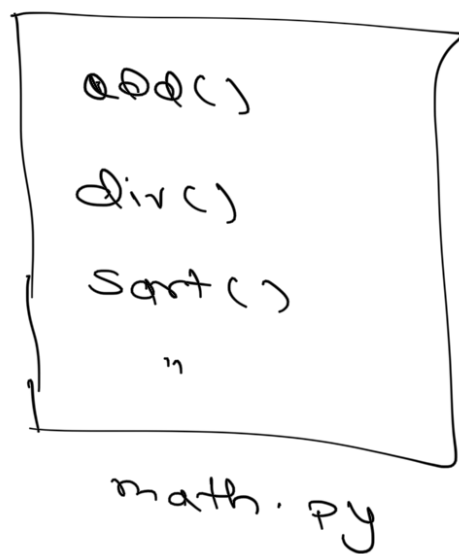 add()
div()
sqrt()
"
math.py